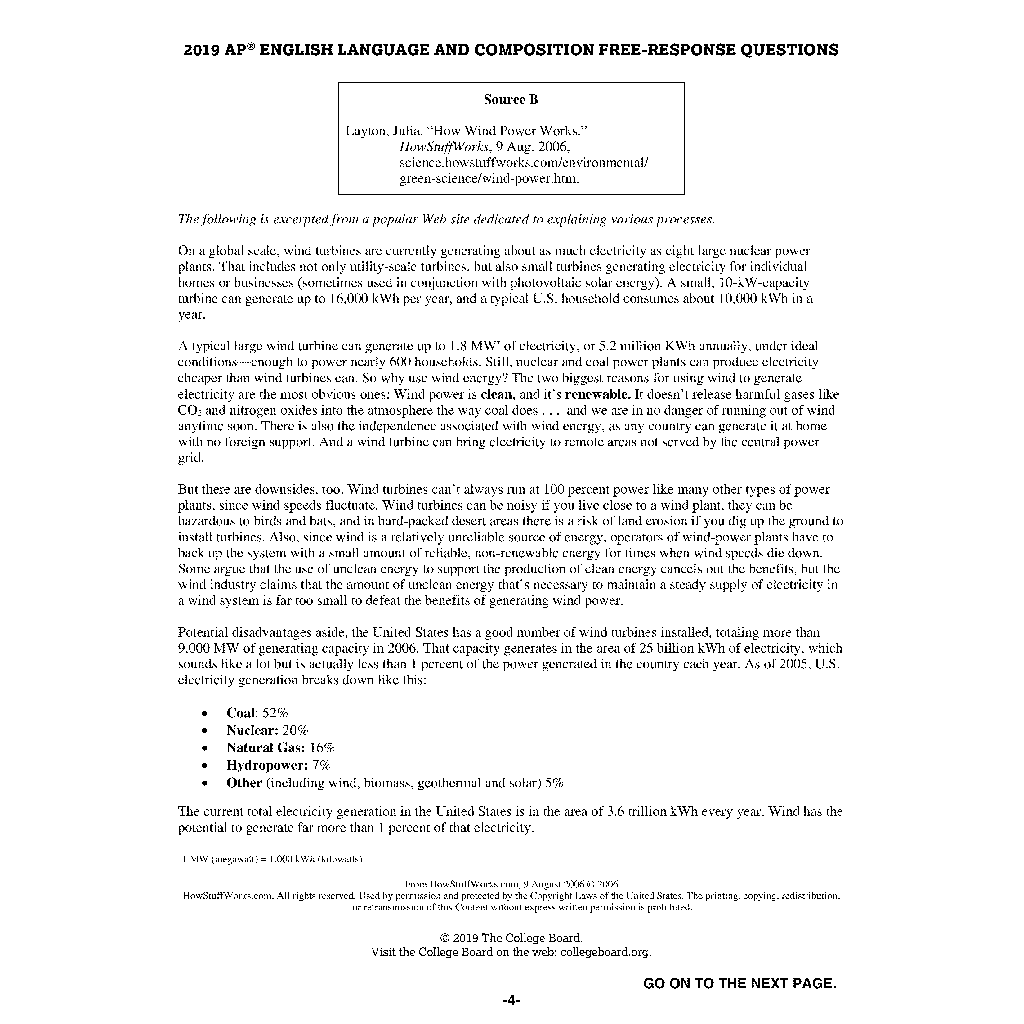 2019 AP® ENGLISH LANGUAGE AND COMPOSITION FREE-RESPONSE QUESTIONS
Source B
Layton, Julia. “How Wind Power Works.”
HowStuffWorks, 9 Aug. 2006,
science.howstuffworks.com/environmental/
green-science/wind-power.htm.
The following is excerpted from a popular Web site dedicated to explaining various processes.
On a global scale, wind turbines are currently generating about as much electricity as eight large nuclear power
plants. That includes not only utility-scale turbines, but also small turbines generating electricity for individual
homes or businesses (sometimes used in conjunction with photovoltaic solar energy). A small, 10-kW-capacity
turbine can generate up to 16,000 kWh per year, and a typical U.S. household consumes about 10,000 kWh in a
year.
A typical large wind turbine can generate up to 1.8 MW* of electricity, or 5.2 million KWh annually, under ideal
conditions—enough to power nearly 600 households. Still, nuclear and coal power plants can produce electricity
cheaper than wind turbines can. So why use wind energy? The two biggest reasons for using wind to generate
electricity are the most obvious ones: Wind power is clean, and it’s renewable. It doesn’t release harmful gases like
CO₂ and nitrogen oxides into the atmosphere the way coal does . . . and we are in no danger of running out of wind
anytime soon. There is also the independence associated with wind energy, as any country can generate it at home
with no foreign support. And a wind turbine can bring electricity to remote areas not served by the central power
grid.
But there are downsides, too. Wind turbines can’t always run at 100 percent power like many other types of power
plants, since wind speeds fluctuate. Wind turbines can be noisy if you live close to a wind plant, they can be
hazardous to birds and bats, and in hard-packed desert areas there is a risk of land erosion if you dig up the ground to
install turbines. Also, since wind is a relatively unreliable source of energy, operators of wind-power plants have to
back up the system with a small amount of reliable, non-renewable energy for times when wind speeds die down.
Some argue that the use of unclean energy to support the production of clean energy cancels out the benefits, but the
wind industry claims that the amount of unclean energy that’s necessary to maintain a steady supply of electricity in
a wind system is far too small to defeat the benefits of generating wind power.
Potential disadvantages aside, the United States has a good number of wind turbines installed, totaling more than
9,000 MW of generating capacity in 2006. That capacity generates in the area of 25 billion kWh of electricity, which
sounds like a lot but is actually less than 1 percent of the power generated in the country each year. As of 2005, U.S.
electricity generation breaks down like this:
• Coal: 52%
• Nuclear: 20%
• Natural Gas: 16%
• Hydropower: 7%
• Other (including wind, biomass, geothermal and solar) 5%
The current total electricity generation in the United States is in the area of 3.6 trillion kWh every year. Wind has the
potential to generate far more than 1 percent of that electricity.
1 MW (megawatt) = 1,000 kWs (kilowatts)
From HowStuffWorks.com, 9 August 2006 © 2006
HowStuffWorks.com. All rights reserved. Used by permission and protected by the Copyright Laws of the United States. The printing, copying, redistribution,
or retransmission of this Content without express written permission is prohibited.
© 2019 The College Board.
Visit the College Board on the web: collegeboard.org.
GO ON TO THE NEXT PAGE.
-4-